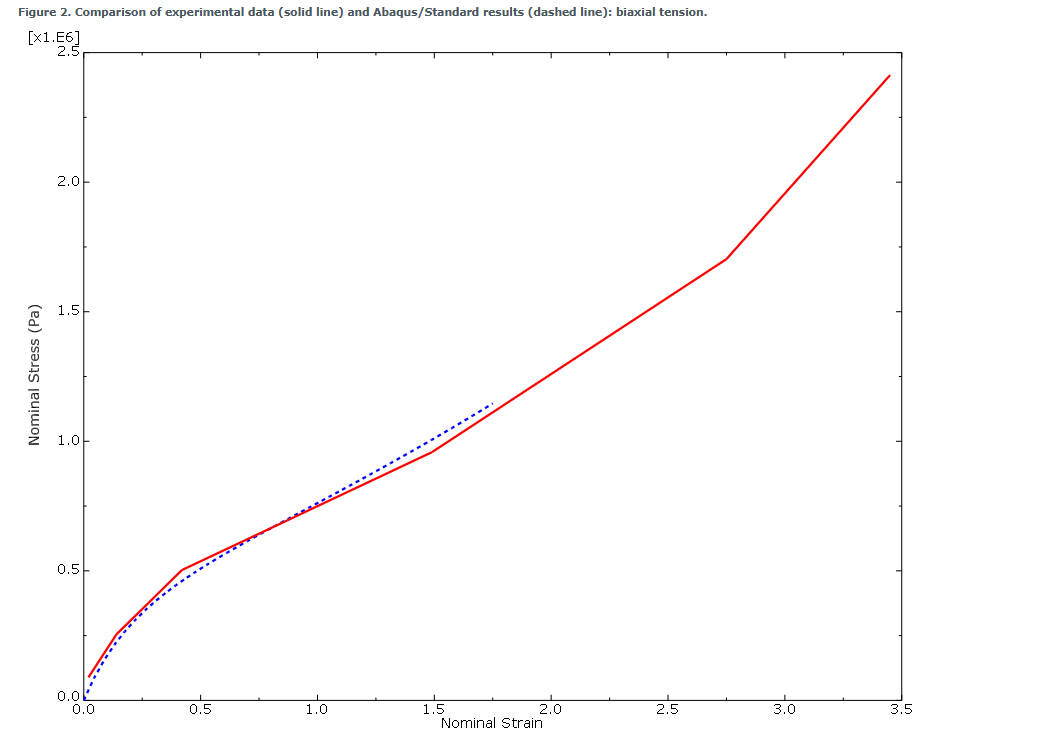 Figure 2. Comparison of experimental data (solid line) and Abaqus/Standard results (dashed line): biaxial tension.
[x1.E6]
2.5
2.0
1.5
1.0
0.5
0.0
Nominal Stress (Pa)
0.0 0.5 1.0 1.5 2.0 2.5 3.0 3.5
Nominal Strain